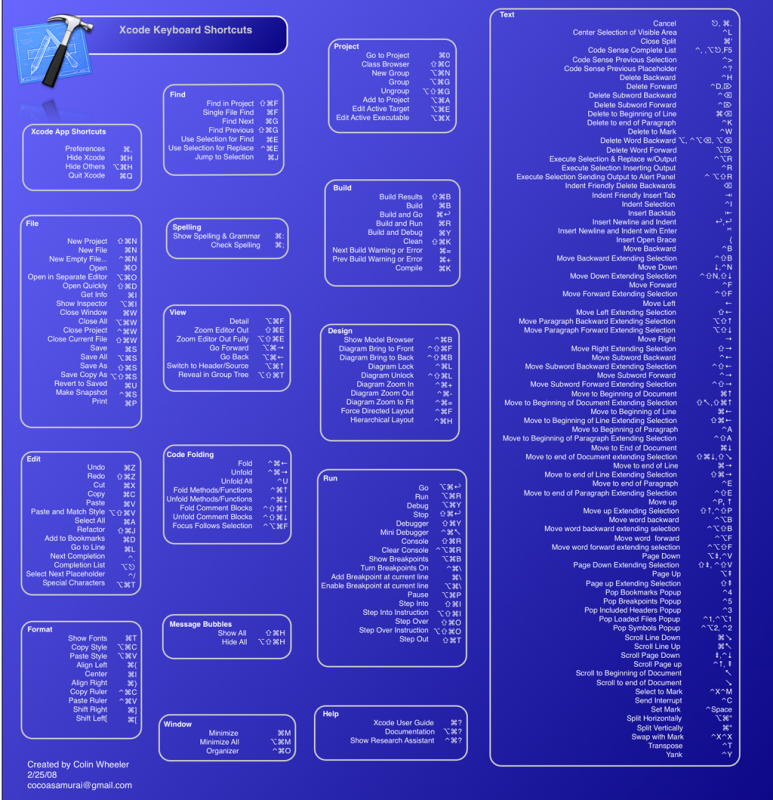 Xcode Keyboard Shortcuts
Xcode App Shortcuts
Preferences ⌘,
Hide Xcode ⌘H
Hide Others ⌥⌘H
Quit Xcode ⌘Q
File
New Project ⇧⌘N
New File ⌘N
New Empty File... ^⌘N
Open ⌘O
Open in Separate Editor ⌥⌘O
Open Quickly ⇧⌘D
Get Info ⌘I
Show Inspector ⌥⌘I
Close Window ⌘W
Close All ⌥⌘W
Close Project ^⌘W
Close Current File ⇧⌘W
Save ⌘S
Save All ⌥⌘S
Save As ⇧⌘S
Save Copy As ⌥⇧⌘S
Revert to Saved ⌘U
Make Snapshot ^⌘S
Print ⌘P
Edit
Undo ⌘Z
Redo ⇧⌘Z
Cut ⌘X
Copy ⌘C
Paste ⌘V
Paste and Match Style ⌥⇧⌘V
Select All ⌘A
Refactor ⇧⌘J
Add to Bookmarks ⌘D
Go to Line ⌘L
Next Completion ^
Completion List ⌥⎋
Select Next Placeholder ^/
Special Characters ⌥⌘T
Format
Show Fonts ⌘T
Copy Style ⌥⌘C
Paste Style ⌥⌘V
Align Left ⌘{
Center ⌘I
Align Right ⌘}
Copy Ruler ^⌘C
Paste Ruler ^⌘V
Shift Right ⌘]
Shift Left[ ⌘[
Created by Colin Wheeler
2/25/08
cocoasamurai@gmail.com
Find
Find in Project ⇧⌘F
Single File Find ⌘F
Find Next ⌘G
Find Previous ⇧⌘G
Use Selection for Find ⌘E
Use Selection for Replace ^⌘E
Jump to Selection ⌘J
Spelling
Show Spelling & Grammar ⌘:
Check Spelling ⌘;
View
Detail ⌥⌘F
Zoom Editor Out ⇧⌘E
Zoom Editor Out Fully ⌥⇧⌘E
Go Forward ⌥⌘→
Go Back ⌥⌘←
Switch to Header/Source ⌥⌘↑
Reveal in Group Tree ⌥⇧⌘T
Code Folding
Fold ^⌘←
Unfold ^⌘→
Unfold All ^U
Fold Methods/Functions ^⌘↑
Unfold Methods/Functions ^⌘↓
Fold Comment Blocks ^⇧⌘↑
Unfold Comment Blocks ^⇧⌘↓
Focus Follows Selection ^⌥⌘F
Message Bubbles
Show All ⇧⌘H
Hide All ⌥⇧⌘H
Window
Minimize ⌘M
Minimize All ⌥⌘M
Organizer ^⌘O
Project
Go to Project ⌘0
Class Browser ⇧⌘C
New Group ⌥⌘N
Group ⌥⌘G
Ungroup ⌥⇧⌘G
Add to Project ⌥⌘A
Edit Active Target ⌥⌘E
Edit Active Executable ⌥⌘X
Build
Build Results ⇧⌘B
Build ⌘B
Build and Go ⌘↩
Build and Run ⌘R
Build and Debug ⌘Y
Clean ⇧⌘K
Next Build Warning or Error ⌘=
Prev Build Warning or Error ⌘+
Compile ⌘K
Design
Show Model Browser ^⌘B
Diagram Bring to Front ^⇧⌘F
Diagram Bring to Back ^⇧⌘B
Diagram Lock ^⌘L
Diagram Unlock ^⇧⌘L
Diagram Zoom In ^⌘+
Diagram Zoom Out ^⌘-
Diagram Zoom to Fit ^⌘=
Force Directed Layout ^⌘F
Hierarchical Layout ^⌘H
Run
Go ⌥⌘↩
Run ⌥⌘R
Debug ⌥⌘Y
Stop ⇧⌘↩
Debugger ⇧⌘Y
Mini Debugger ^⌘↖
Console ⇧⌘R
Clear Console ^⌥⌘R
Show Breakpoints ⌥⌘B
Turn Breakpoints On ^⌘\
Add Breakpoint at current line ⌘\
Enable Breakpoint at current line ⌥⌘\
Pause ⌥⌘P
Step Into ⇧⌘I
Step Into Instruction ⌥⇧⌘I
Step Over ⇧⌘O
Step Over Instruction ⌥⇧⌘O
Step Out ⇧⌘T
Help
Xcode User Guide ⌘?
Documentation ⌥⌘?
Show Research Assistant ^⌘?
Text
Cancel ⎋, ⌘.
Center Selection of Visible Area ^L
Close Split ⌘'
Code Sense Complete List ^, ,⌥⎋,F5
Code Sense Previous Selection ^>
Code Sense Previous Placeholder ^?
Delete Backward ^H
Delete Forward ^D,⌦
Delete Subword Backward ^⌫
Delete Subword Forward ^⌦
Delete to Beginning of Line ⌘⌫
Delete to end of Paragraph ^K
Delete to Mark ^W
Delete Word Backward ⌥, ^⌥⌫, ⌥⌫
Delete Word Forward ⌥⌦
Execute Selection & Replace w/Output ^⌥R
Execute Selection Inserting Output ^R
Execute Selection Sending Output to Alert Panel ^⌥⇧R
Indent Friendly Delete Backwards ⌫
Indent Friendly Insert Tab ⇥
Indent Selection ^I
Insert Backtab ⇤
Insert Newline and Indent ↩,↩
Insert Newline and Indent with Enter
Insert Open Brace {
Move Backward ^B
Move Backward Extending Selection ^⇧B
Move Down ↓,^N
Move Down Extending Selection ^⇧N,⇧↓
Move Forward ^F
Move Forward Extending Selection ^⇧F
Move Left ←
Move Left Extending Selection ⇧←
Move Paragraph Backward Extending Selection ⌥⇧↑
Move Paragraph Forward Extending Selection ⌥⇧↓
Move Right →
Move Right Extending Selection ⇧→
Move Subword Backward ^←
Move Subword Backward Extending Selection ^⇧←
Move Subword Forward ^→
Move Subword Forward Extending Selection ^⇧→
Move to Beginning of Document ⌘↑
Move to Beginning of Document Extending Selection ⇧↖,⇧⌘↑
Move to Beginning of Line ⌘←
Move to Beginning of Line Extending Selection ⇧⌘←
Move to Beginning of Paragraph ^A
Move to Beginning of Paragraph Extending Selection ^⇧A
Move to End of Document ⌘↓
Move to end of Document extending Selection ⇧⌘↓,⇧↘
Move to end of Line ⌘→
Move to end of Line Extending Selection ⇧⌘→
Move to end of Paragraph ^E
Move to end of Paragraph Extending Selection ^⇧E
Move up ^P, ↑
Move up Extending Selection ⇧↑,^⇧P
Move word backward ^⌥B
Move word backward extending selection ^⌥⇧B
Move word forward ^⌥F
Move word forward extending selection ^⌥⇧F
Page Down ⌥⇟,^V
Page Down Extending Selection ⇧⇟, ^⇧V
Page Up ⌥⇞
Page up Extending Selection ⇧⇞
Pop Bookmarks Popup ^4
Pop Breakpoints Popup ^5
Pop Included Headers Popup ^3
Pop Loaded Files Popup ^1,^⌥1
Pop Symbols Popup ^⌥2, ^2
Scroll Line Down ⌘↘
Scroll Line Up ⌘↖
Scroll Page Down ⇟,^↓
Scroll Page up ^↑, ⇞
Scroll to Beginning of Document ↖
Scroll to end of Document ↘
Select to Mark ^X^M
Send Interrupt ^C
Set Mark ^Space
Split Horizontally ⌥⌘"
Split Vertically ⌘"
Swap with Mark ^X^X
Transpose ^T
Yank ^Y